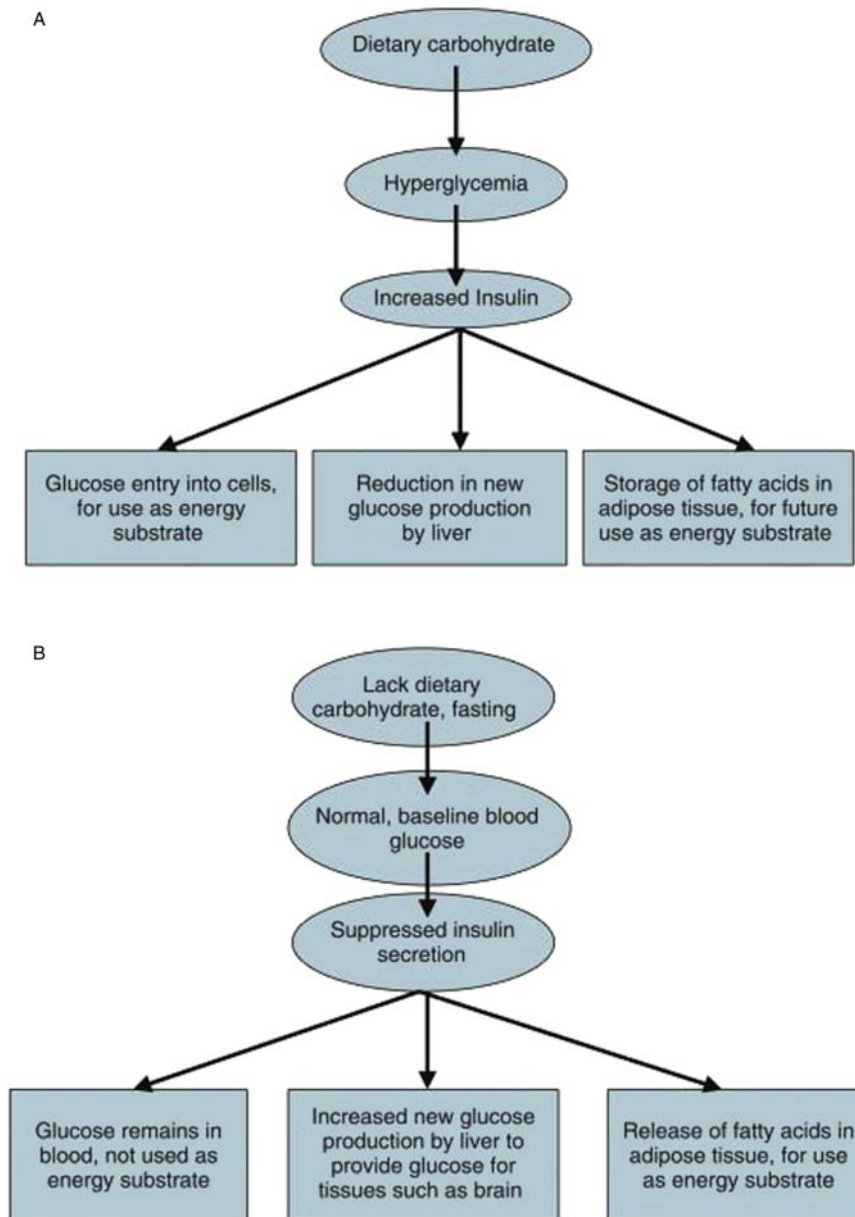 A
Dietary carbohydrate
Hyperglycemia
Increased Insulin
Glucose entry into cells,
for use as energy
substrate
Reduction in new
glucose production
by liver
Storage of fatty acids in
adipose tissue, for future
use as energy substrate
B
Lack dietary
carbohydrate, fasting
Normal, baseline blood
glucose
Suppressed insulin
secretion
Glucose remains in
blood, not used as
energy substrate
Increased new glucose
production by liver to
provide glucose for
tissues such as brain
Release of fatty acids in
adipose tissue, for use
as energy substrate